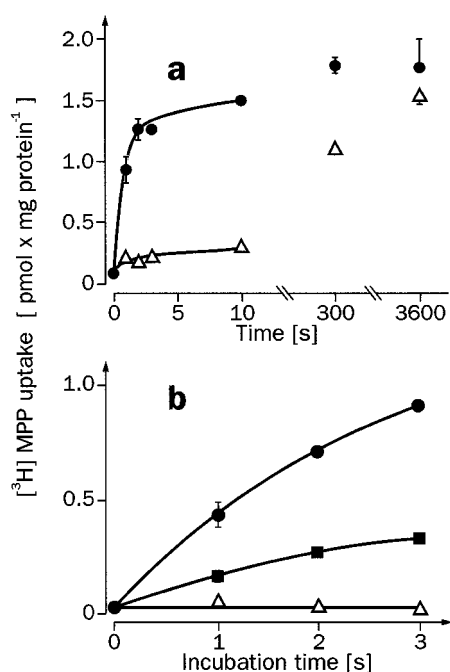 [³H] MPP uptake [ pmol x mg protein⁻¹ ]
a
2.0
1.5
1.0
0.5
0
0 5 10 300 3600
Time [s]
b
1.0
0.5
0
0 1 2 3
Incubation time [s]